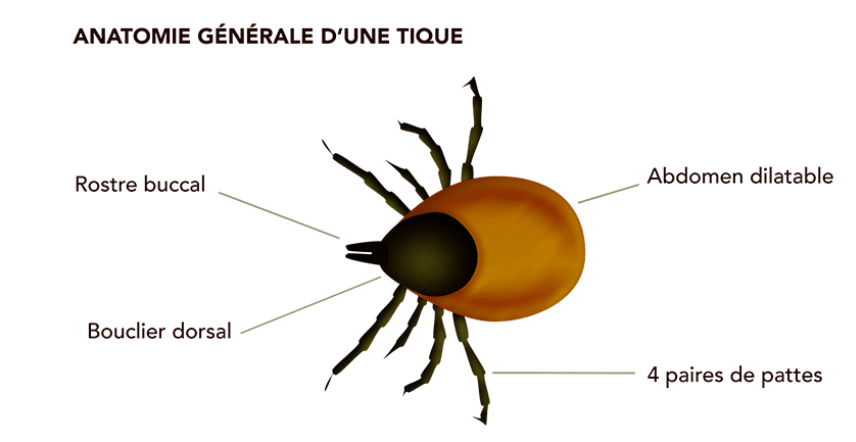 ANATOMIE GÉNÉRALE D’UNE TIQUE
Rostre buccal
Abdomen dilatable
Bouclier dorsal
4 paires de pattes